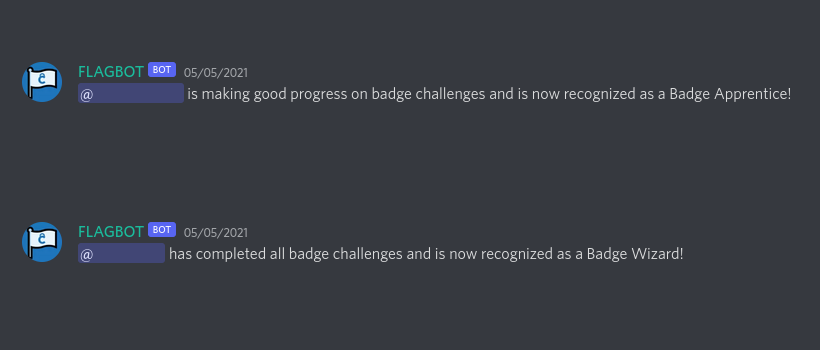 FLAGBOT BOT 05/05/2021
@ is making good progress on badge challenges and is now recognized as a Badge Apprentice!
FLAGBOT BOT 05/05/2021
@ has completed all badge challenges and is now recognized as a Badge Wizard!